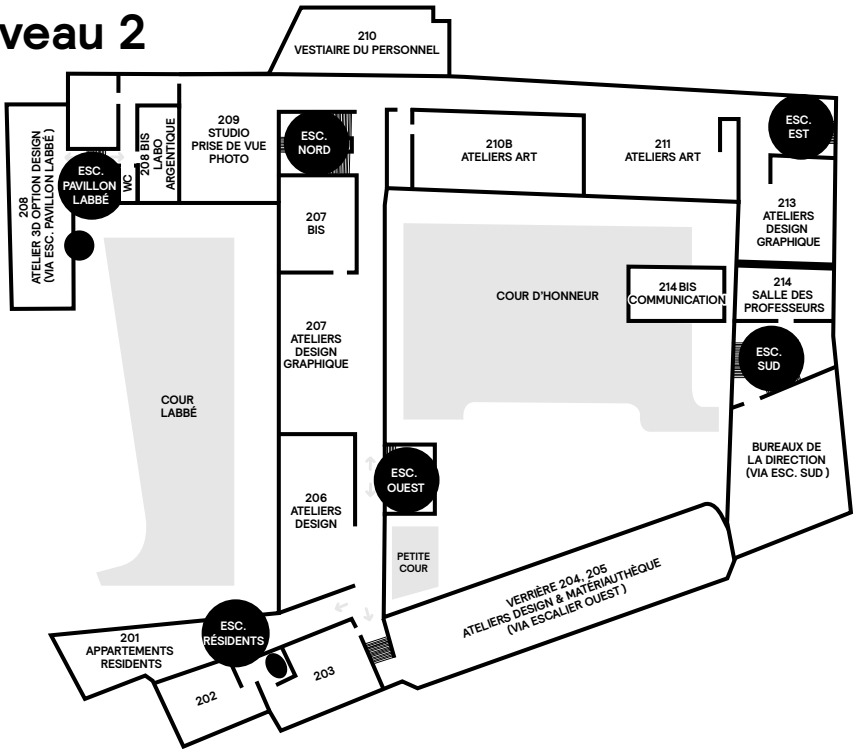 veau 2
210
VESTIAIRE DU PERSONNEL
209
STUDIO
PRISE DE VUE
PHOTO
208 BIS
LABO
ARGENTIQUE
WC
ESC.
PAVILLON
LABBÉ
208
ATELIER 3D OPTION DESIGN
(VIA ESC. PAVILLON LABBÉ )
ESC.
NORD
210B
ATELIERS ART
211
ATELIERS ART
ESC.
EST
207
BIS
213
ATELIERS
DESIGN
GRAPHIQUE
COUR D'HONNEUR
214 BIS
COMMUNICATION
214
SALLE DES
PROFESSEURS
207
ATELIERS
DESIGN
GRAPHIQUE
ESC.
SUD
COUR
LABBÉ
BUREAUX DE
LA DIRECTION
(VIA ESC. SUD )
ESC.
OUEST
206
ATELIERS
DESIGN
PETITE
COUR
VERRIÈRE 204, 205
ATELIERS DESIGN & MATÉRIAUTHÈQUE
(VIA ESCALIER OUEST )
ESC.
RÉSIDENTS
201
APPARTEMENTS
RESIDENTS
202
203